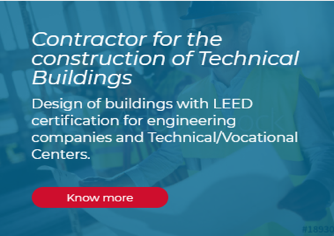 Contractor for the
construction of Technical
Buildings
Design of buildings with LEED
certification for engineering
companies and Technical/Vocational
Centers.
Know more